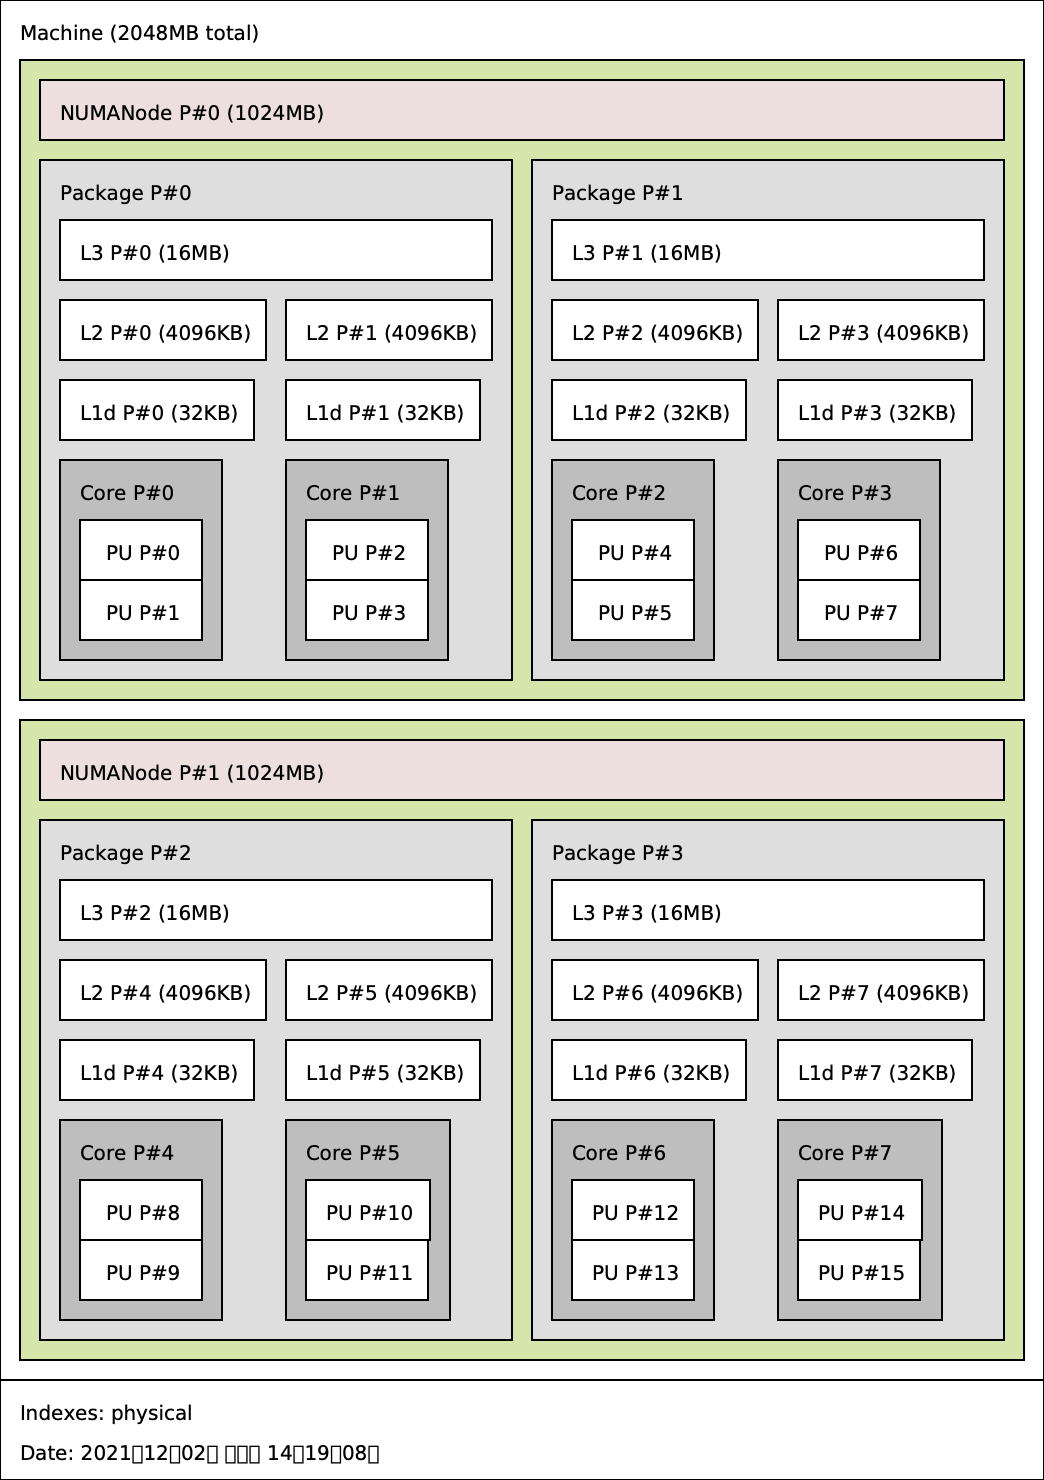 Machine (2048MB total)
NUMANode P#0 (1024MB)
Package P#0
L3 P#0 (16MB)
L2 P#0 (4096KB)
L2 P#1 (4096KB)
L1d P#0 (32KB)
L1d P#1 (32KB)
Core P#0
PU P#0
PU P#1
Core P#1
PU P#2
PU P#3
Package P#1
L3 P#1 (16MB)
L2 P#2 (4096KB)
L2 P#3 (4096KB)
L1d P#2 (32KB)
L1d P#3 (32KB)
Core P#2
PU P#4
PU P#5
Core P#3
PU P#6
PU P#7
NUMANode P#1 (1024MB)
Package P#2
L3 P#2 (16MB)
L2 P#4 (4096KB)
L2 P#5 (4096KB)
L1d P#4 (32KB)
L1d P#5 (32KB)
Core P#4
PU P#8
PU P#9
Core P#5
PU P#10
PU P#11
Package P#3
L3 P#3 (16MB)
L2 P#6 (4096KB)
L2 P#7 (4096KB)
L1d P#6 (32KB)
L1d P#7 (32KB)
Core P#6
PU P#12
PU P#13
Core P#7
PU P#14
PU P#15
Indexes: physical
Date: 2021 12 02 14 19 08